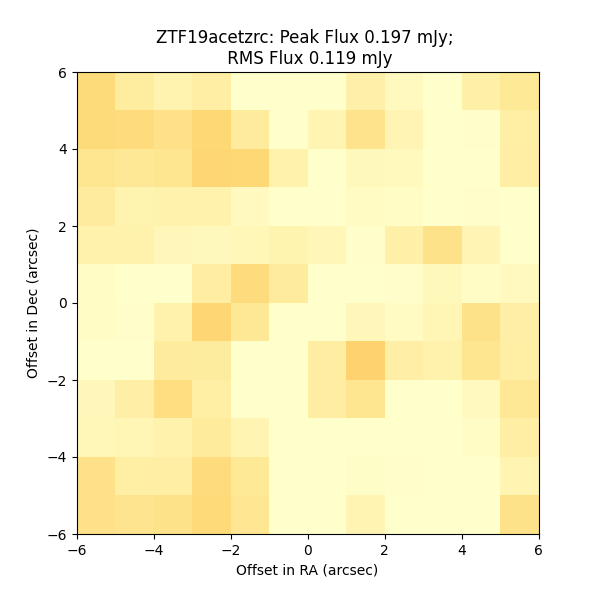 ZTF19acetzrc: Peak Flux 0.197 mJy;
RMS Flux 0.119 mJy
6
4
2
0
−2
−4
−6
Offset in Dec (arcsec)
−6 −4 −2 0 2 4 6
Offset in RA (arcsec)